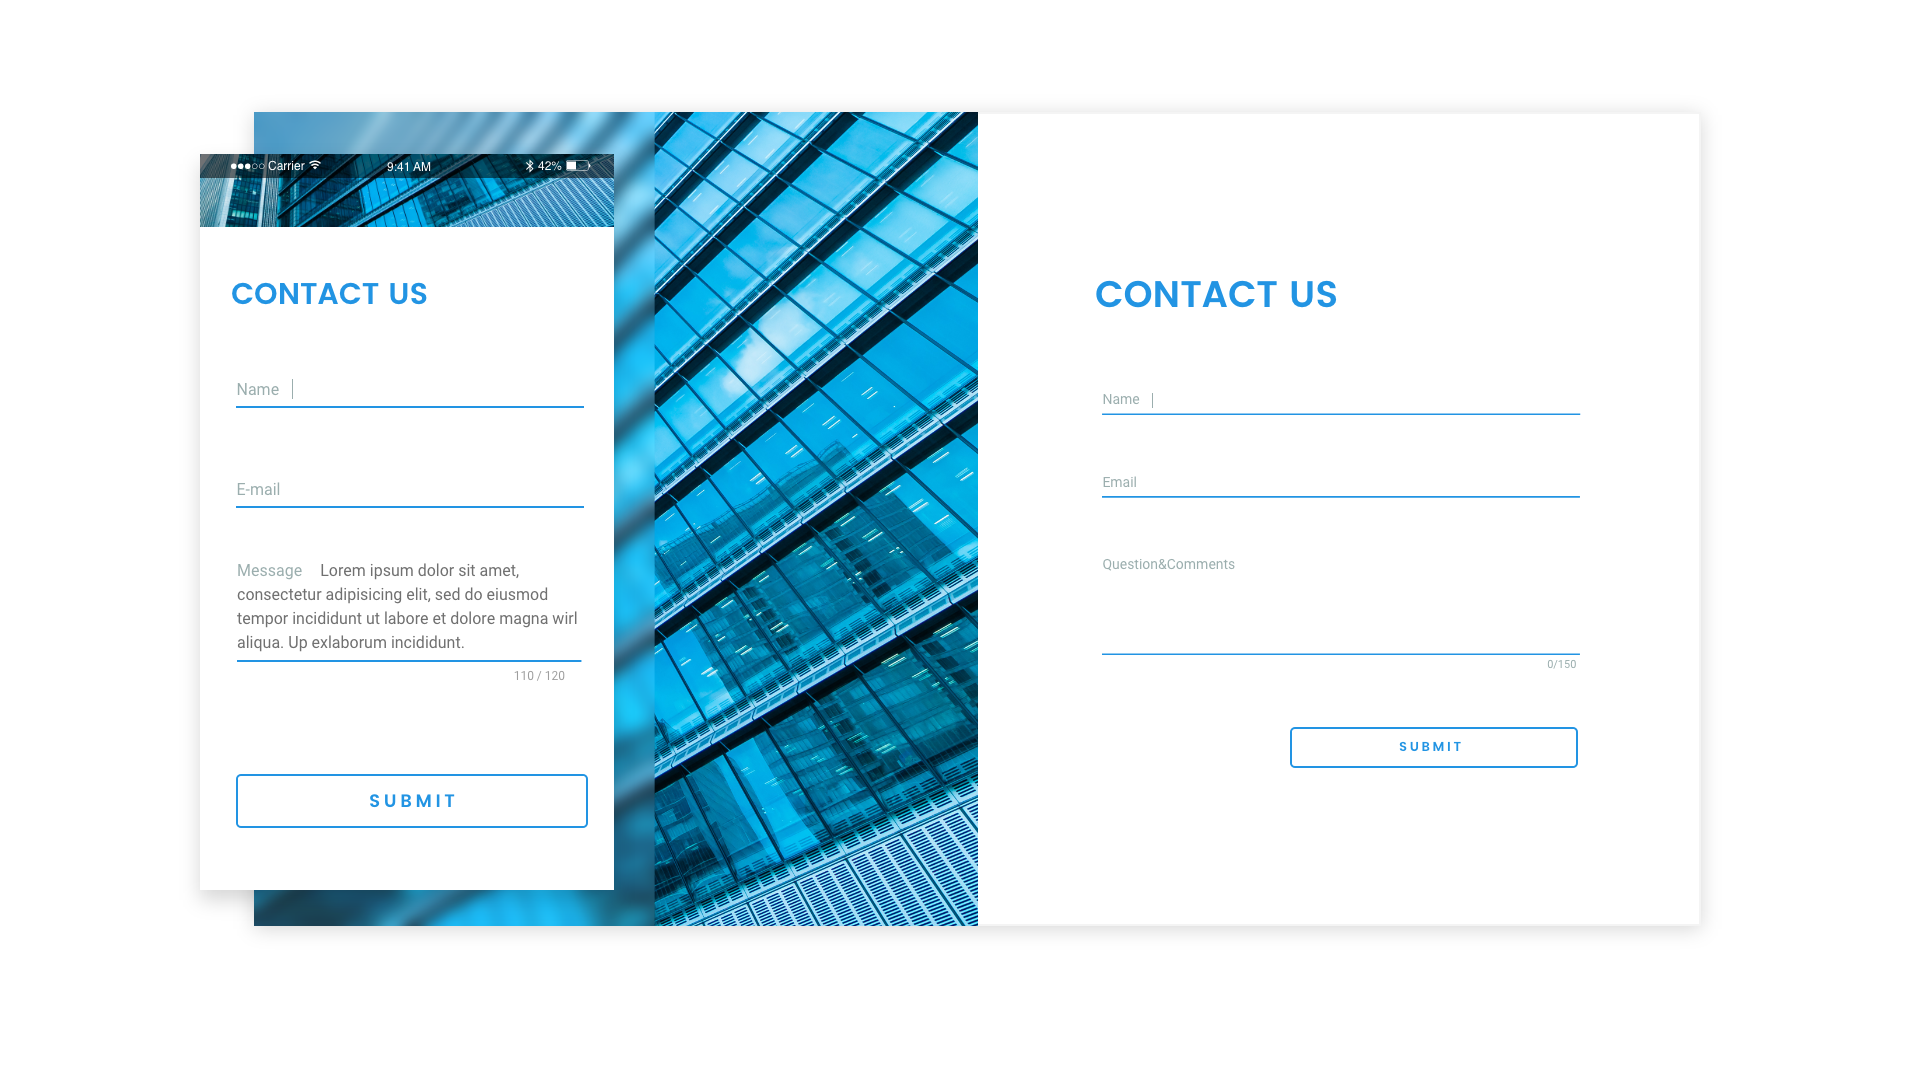 Carrier 9:41 AM 42%
CONTACT US
Name
E-mail
Message Lorem ipsum dolor sit amet,
consectetur adipisicing elit, sed do eiusmod
tempor incididunt ut labore et dolore magna wirl
aliqua. Up exlaborum incididunt.
110 / 120
SUBMIT
CONTACT US
Name
Email
Question&Comments
0/150
SUBMIT